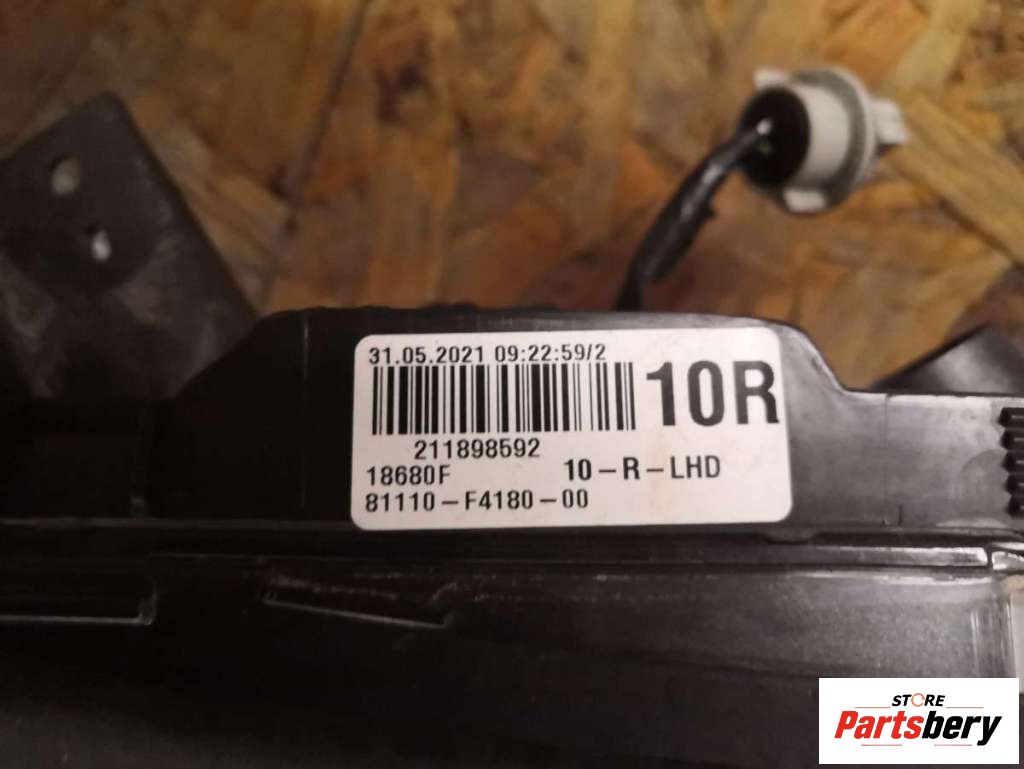 31.05.2021 09:22:59/2
10R
211898592
18680F 10-R-LHD
81110-F4180-00
STORE
Partsbery